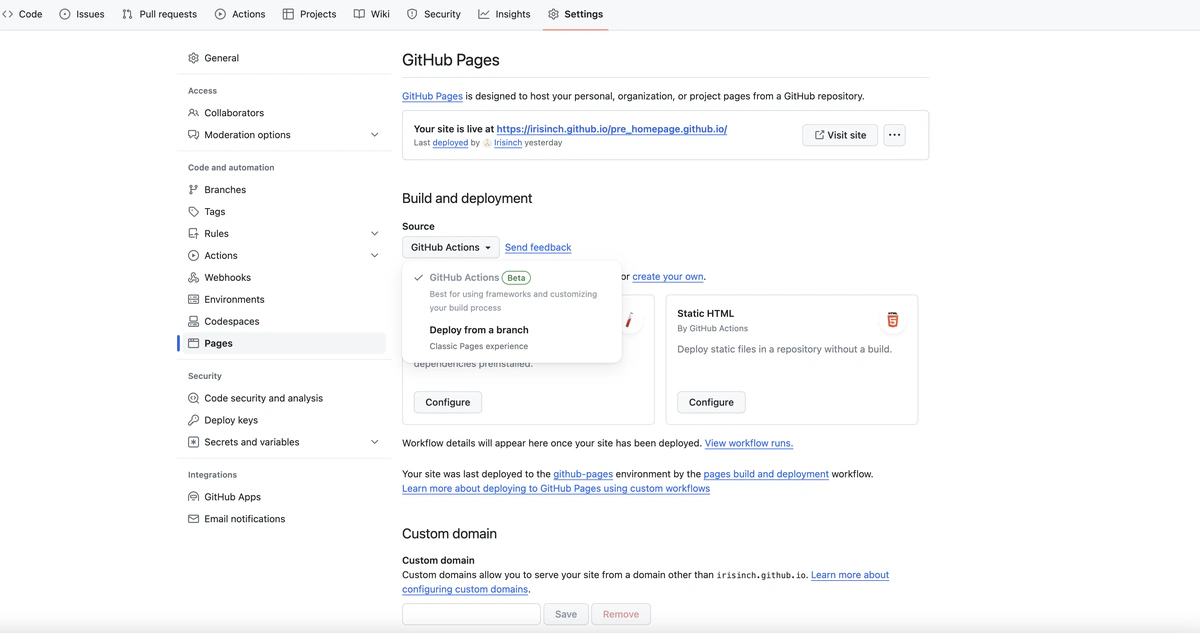 Code Issues Pull requests Actions Projects Wiki Security Insights Settings
General
Access
Collaborators
Moderation options
Code and automation
Branches
Tags
Rules
Actions
Webhooks
Environments
Codespaces
Pages
Security
Code security and analysis
Deploy keys
Secrets and variables
Integrations
GitHub Apps
Email notifications
GitHub Pages
GitHub Pages is designed to host your personal, organization, or project pages from a GitHub repository.
Your site is live at https://irisinch.github.io/pre_homepage.github.io/
Last deployed by Irisinch yesterday
Visit site
Build and deployment
Source
GitHub Actions Send feedback
GitHub Actions Beta
Best for using frameworks and customizing
your build process
Deploy from a branch
Classic Pages experience
or create your own.
dependencies preinstalled.
Configure
Static HTML
By GitHub Actions
Deploy static files in a repository without a build.
Configure
Workflow details will appear here once your site has been deployed. View workflow runs.
Your site was last deployed to the github-pages environment by the pages build and deployment workflow.
Learn more about deploying to GitHub Pages using custom workflows
Custom domain
Custom domain
Custom domains allow you to serve your site from a domain other than irisinch.github.io. Learn more about
configuring custom domains.
Save Remove